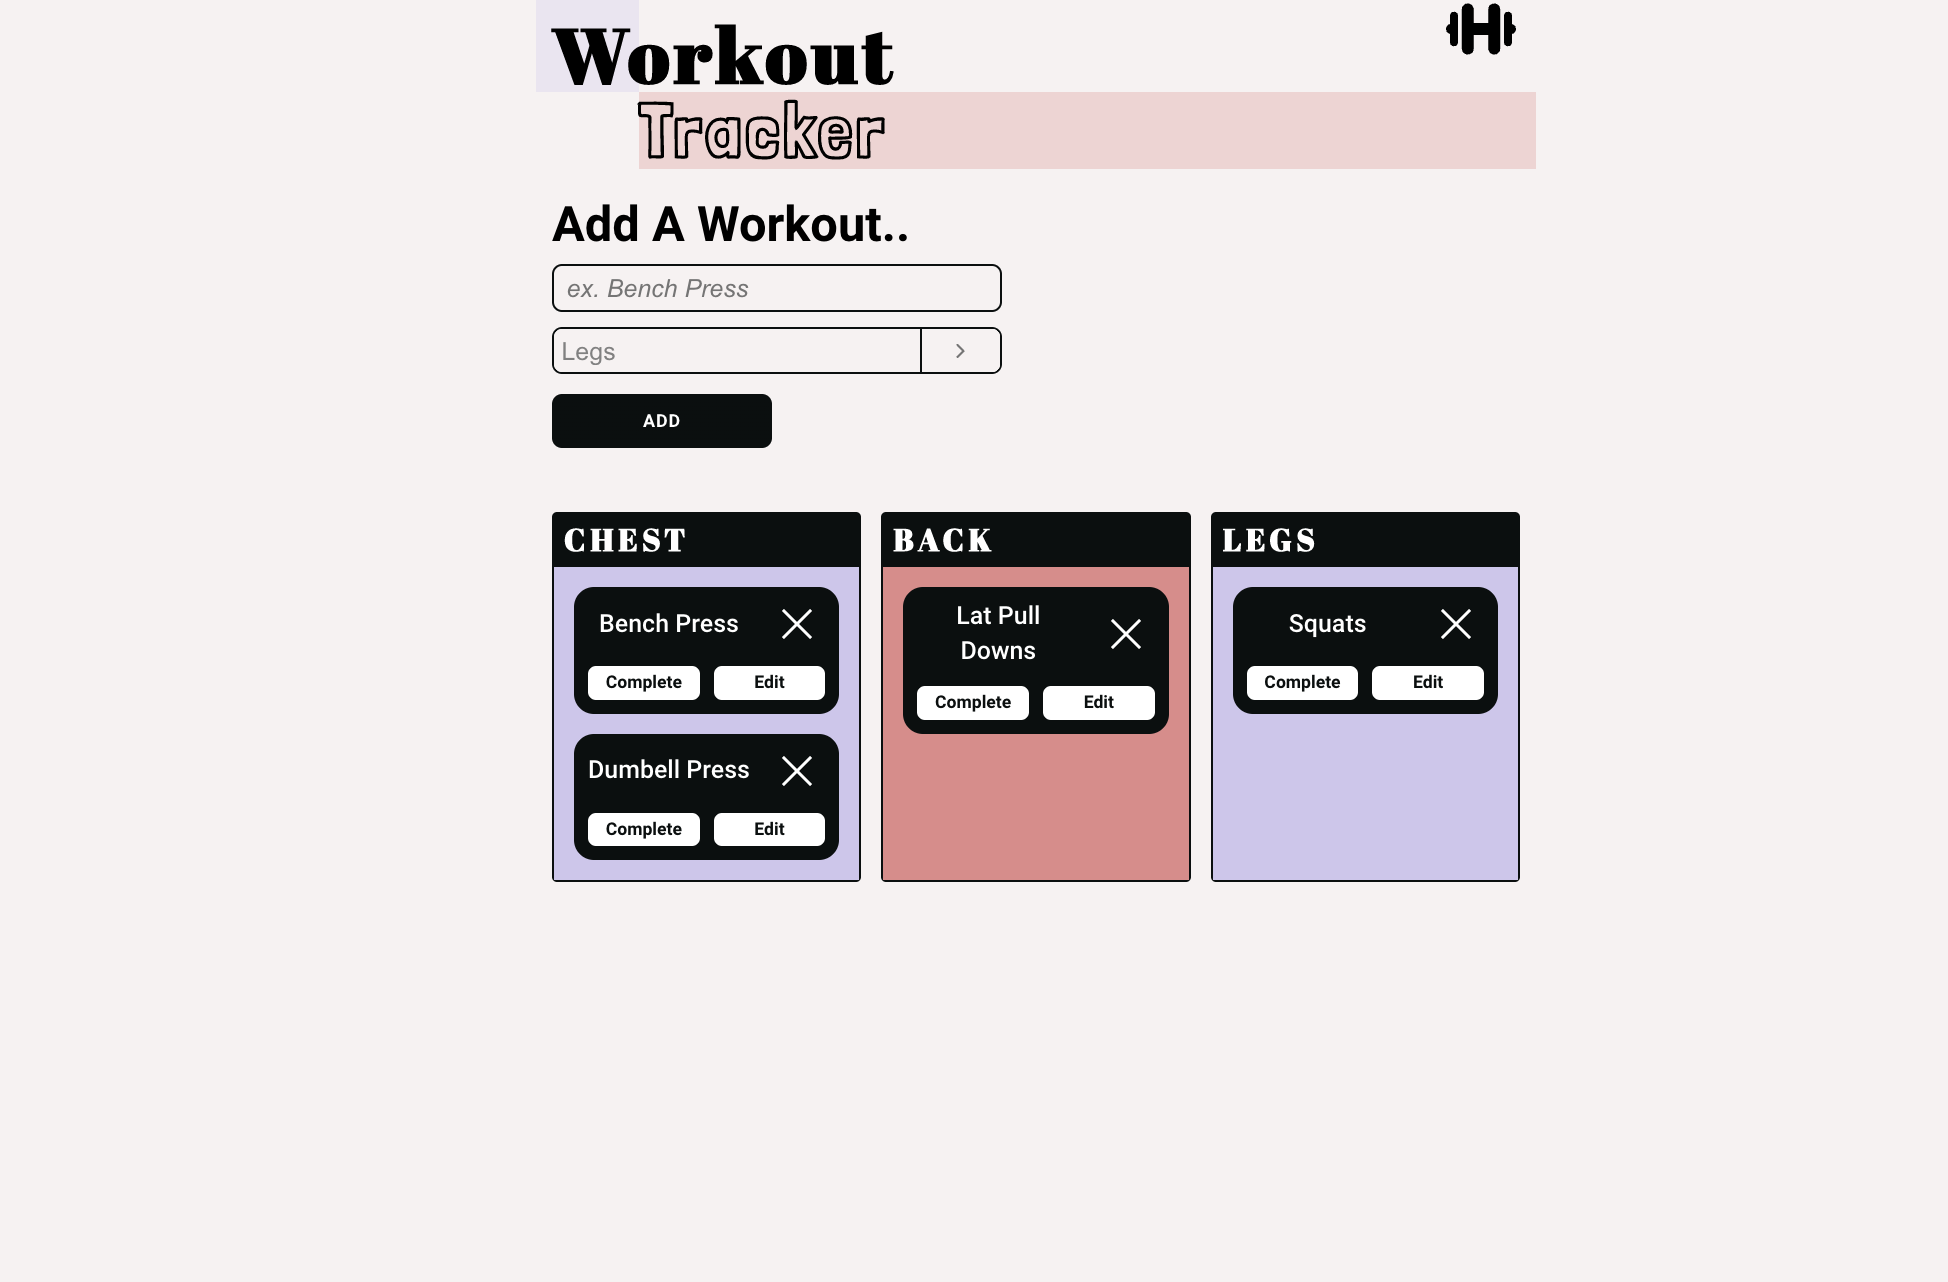 Workout
Tracker
Add A Workout..
ex. Bench Press
Legs
ADD
CHEST
Bench Press
Complete Edit
Dumbell Press
Complete Edit
BACK
Lat Pull
Downs
Complete Edit
LEGS
Squats
Complete Edit